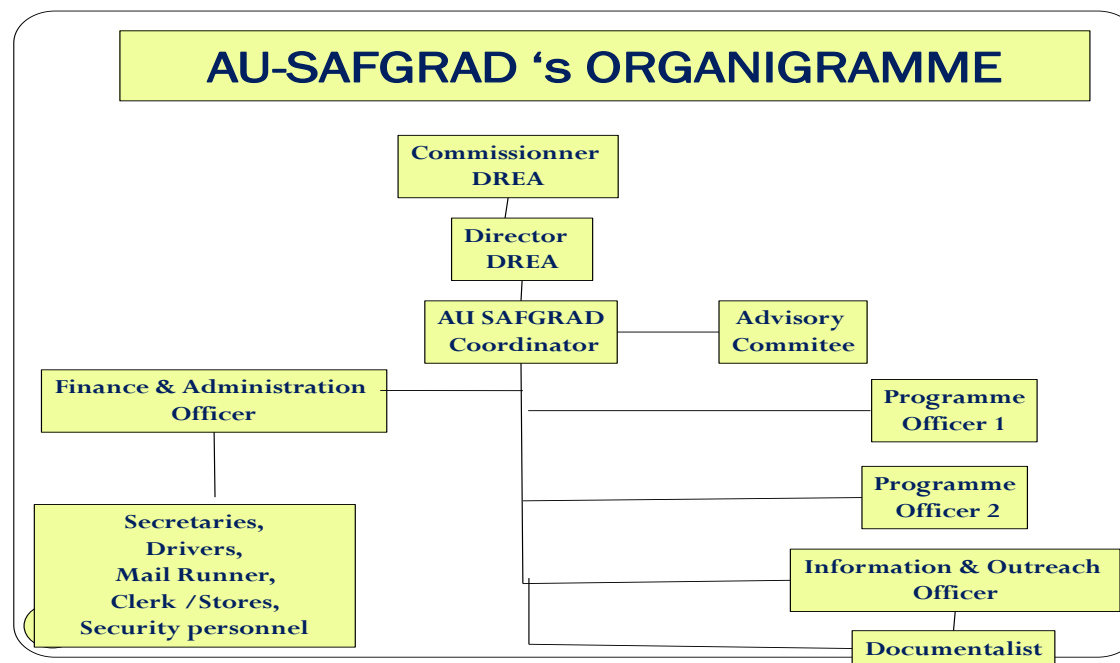 AU-SAFGRAD ‘s ORGANIGRAMME
Commissionner
DREA
Director
DREA
AU SAFGRAD
Coordinator
Advisory
Commitee
Finance & Administration
Officer
Programme
Officer 1
Programme
Officer 2
Secretaries,
Drivers,
Mail Runner,
Clerk /Stores,
Security personnel
Information & Outreach
Officer
Documentalist